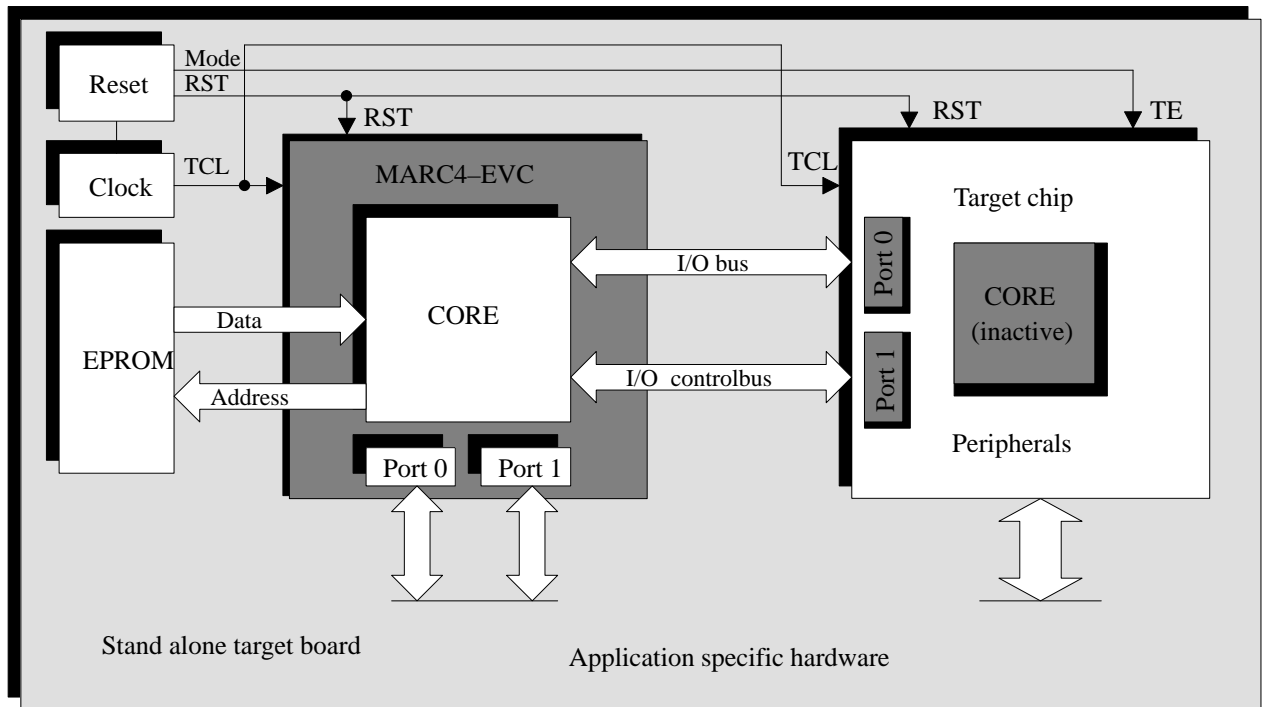 Mode
Reset
RST
RST
RST
TE
TCL
TCL
Clock
MARC4–EVC
Target chip
Port 0
I/O bus
CORE
(inactive)
CORE
Data
EPROM
Port 1
I/O controlbus
Address
Peripherals
Port 0
Port 1
Stand alone target board
Application specific hardware